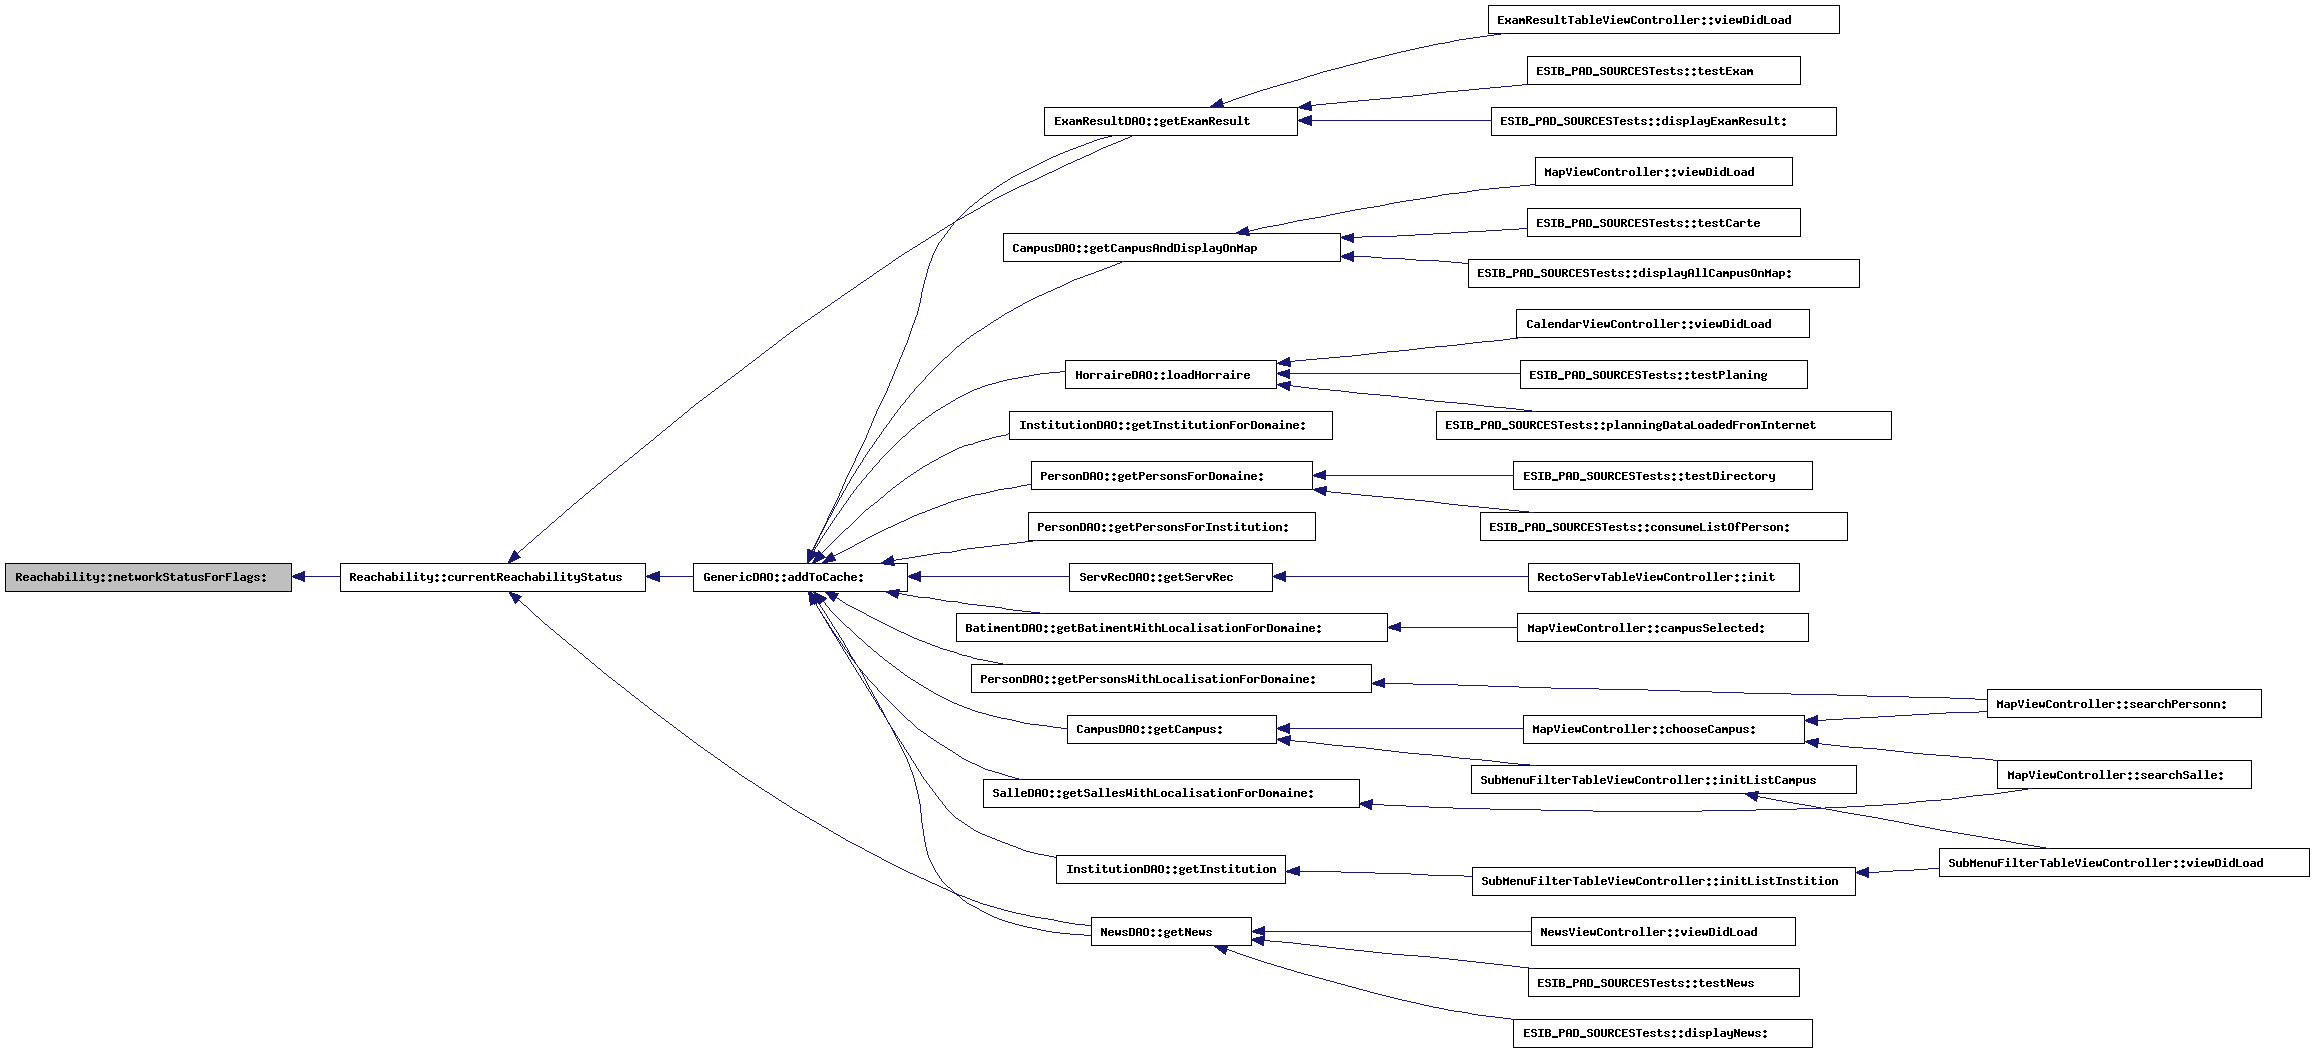 ExamResultTableViewController::viewDidLoad
ESIB_PAD_SOURCESTests::testExam
ExamResultDAO::getExamResult
ESIB_PAD_SOURCESTests::displayExamResult:
MapViewController::viewDidLoad
ESIB_PAD_SOURCESTests::testCarte
CampusDAO::getCampusAndDisplayOnMap
ESIB_PAD_SOURCESTests::displayAllCampusOnMap:
CalendarViewController::viewDidLoad
HorraireDAO::loadHorraire
ESIB_PAD_SOURCESTests::testPlaning
InstitutionDAO::getInstitutionForDomaine:
ESIB_PAD_SOURCESTests::planningDataLoadedFromInternet
PersonDAO::getPersonsForDomaine:
ESIB_PAD_SOURCESTests::testDirectory
PersonDAO::getPersonsForInstitution:
ESIB_PAD_SOURCESTests::consumeListOfPerson:
Reachability::networkStatusForFlags:
Reachability::currentReachabilityStatus
GenericDAO::addToCache:
ServRecDAO::getServRec
RectoServTableViewController::init
BatimentDAO::getBatimentWithLocalisationForDomaine:
MapViewController::campusSelected:
PersonDAO::getPersonsWithLocalisationForDomaine:
MapViewController::searchPersonn:
CampusDAO::getCampus:
MapViewController::chooseCampus:
SubMenuFilterTableViewController::initListCampus
MapViewController::searchSalle:
SalleDAO::getSallesWithLocalisationForDomaine:
SubMenuFilterTableViewController::viewDidLoad
InstitutionDAO::getInstitution
SubMenuFilterTableViewController::initListInstition
NewsDAO::getNews
NewsViewController::viewDidLoad
ESIB_PAD_SOURCESTests::testNews
ESIB_PAD_SOURCESTests::displayNews: